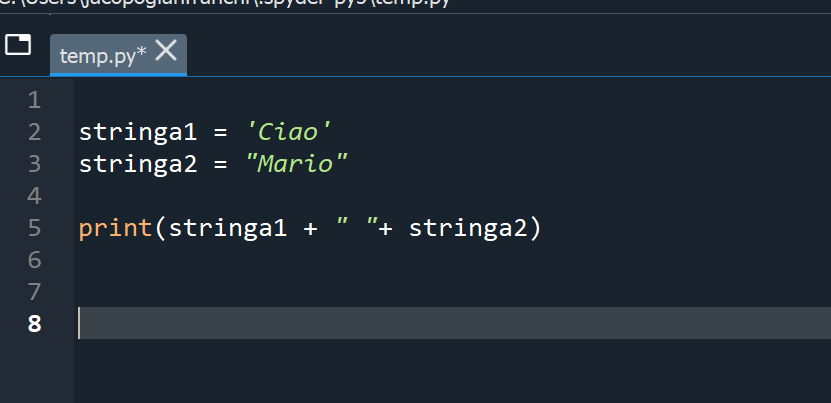 temp.py*
1
2 stringa1 = 'Ciao'
3 stringa2 = "Mario"
4
5 print(stringa1 + " "+ stringa2)
6
7
8